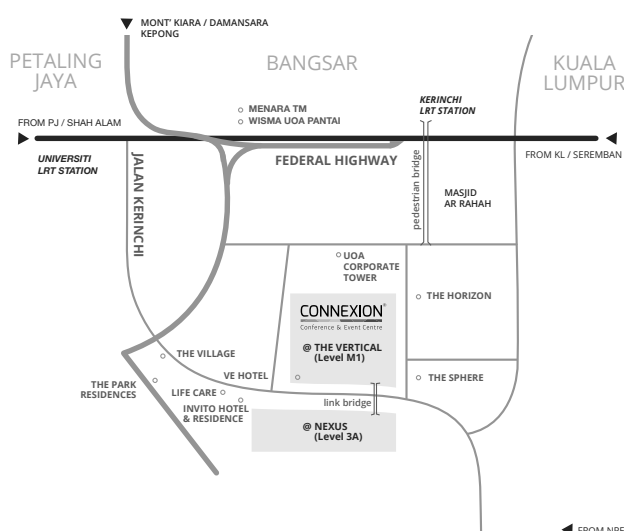 MONT' KIARA / DAMANSARA
KEPONG
PETALING
JAYA
BANGSAR
KUALA
LUMPUR
MENARA TM
WISMA UOA PANTAI
KERINCHI
LRT STATION
FROM PJ / SHAH ALAM
FROM KL / SEREMBAN
UNIVERSITI
LRT STATION
JALAN KERINCHI
FEDERAL HIGHWAY
pedestrian bridge
MASJID
AR RAHAH
UOA
CORPORATE
TOWER
THE HORIZON
CONNEXION®
Conference & Event Centre
@ THE VERTICAL
(Level M1)
THE VILLAGE
VE HOTEL
THE SPHERE
THE PARK
RESIDENCES
LIFE CARE
INVITO HOTEL
& RESIDENCE
link bridge
@ NEXUS
(Level 3A)
FROM NPE